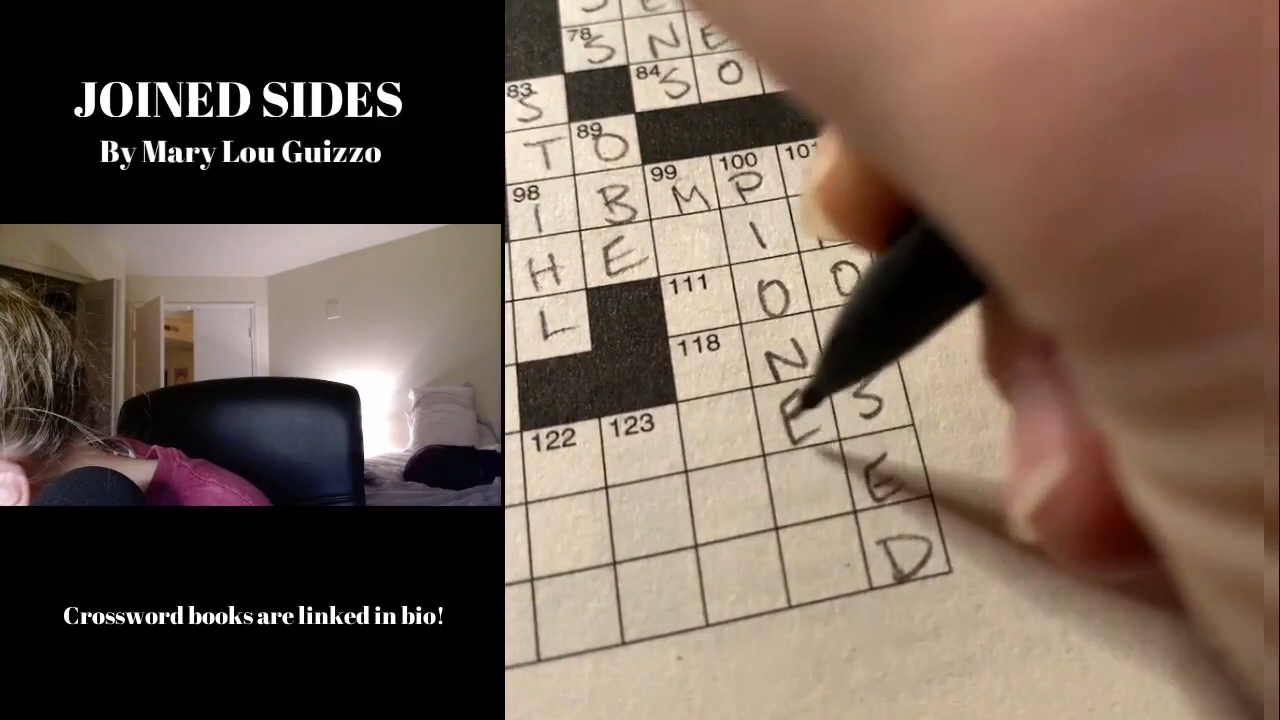 JOINED SIDES
By Mary Lou Guizzo
Crossword books are linked in bio!
78 S N E
84 S O
83 S
T 89 O
98 I B 99 M 100 P 101
H E I
L 111 O O
118 N
E S
122 123 E
D